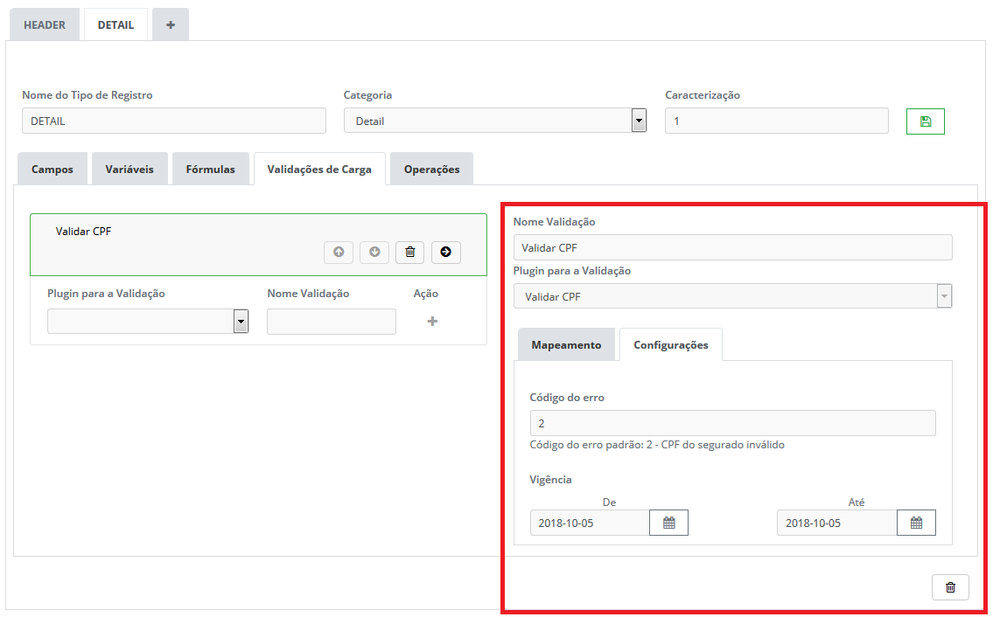 HEADER DETAIL
Nome do Tipo de Registro Categoria Caracterização
DETAIL Detail 1
Campos Variáveis Fórmulas Validações de Carga Operações
Validar CPF
Plugin para a Validação Nome Validação Ação
Nome Validação
Validar CPF
Plugin para a Validação
Validar CPF
Mapeamento Configurações
Código do erro
2
Código do erro padrão: 2 - CPF do segurado inválido
Vigência
De Até
2018-10-05 2018-10-05